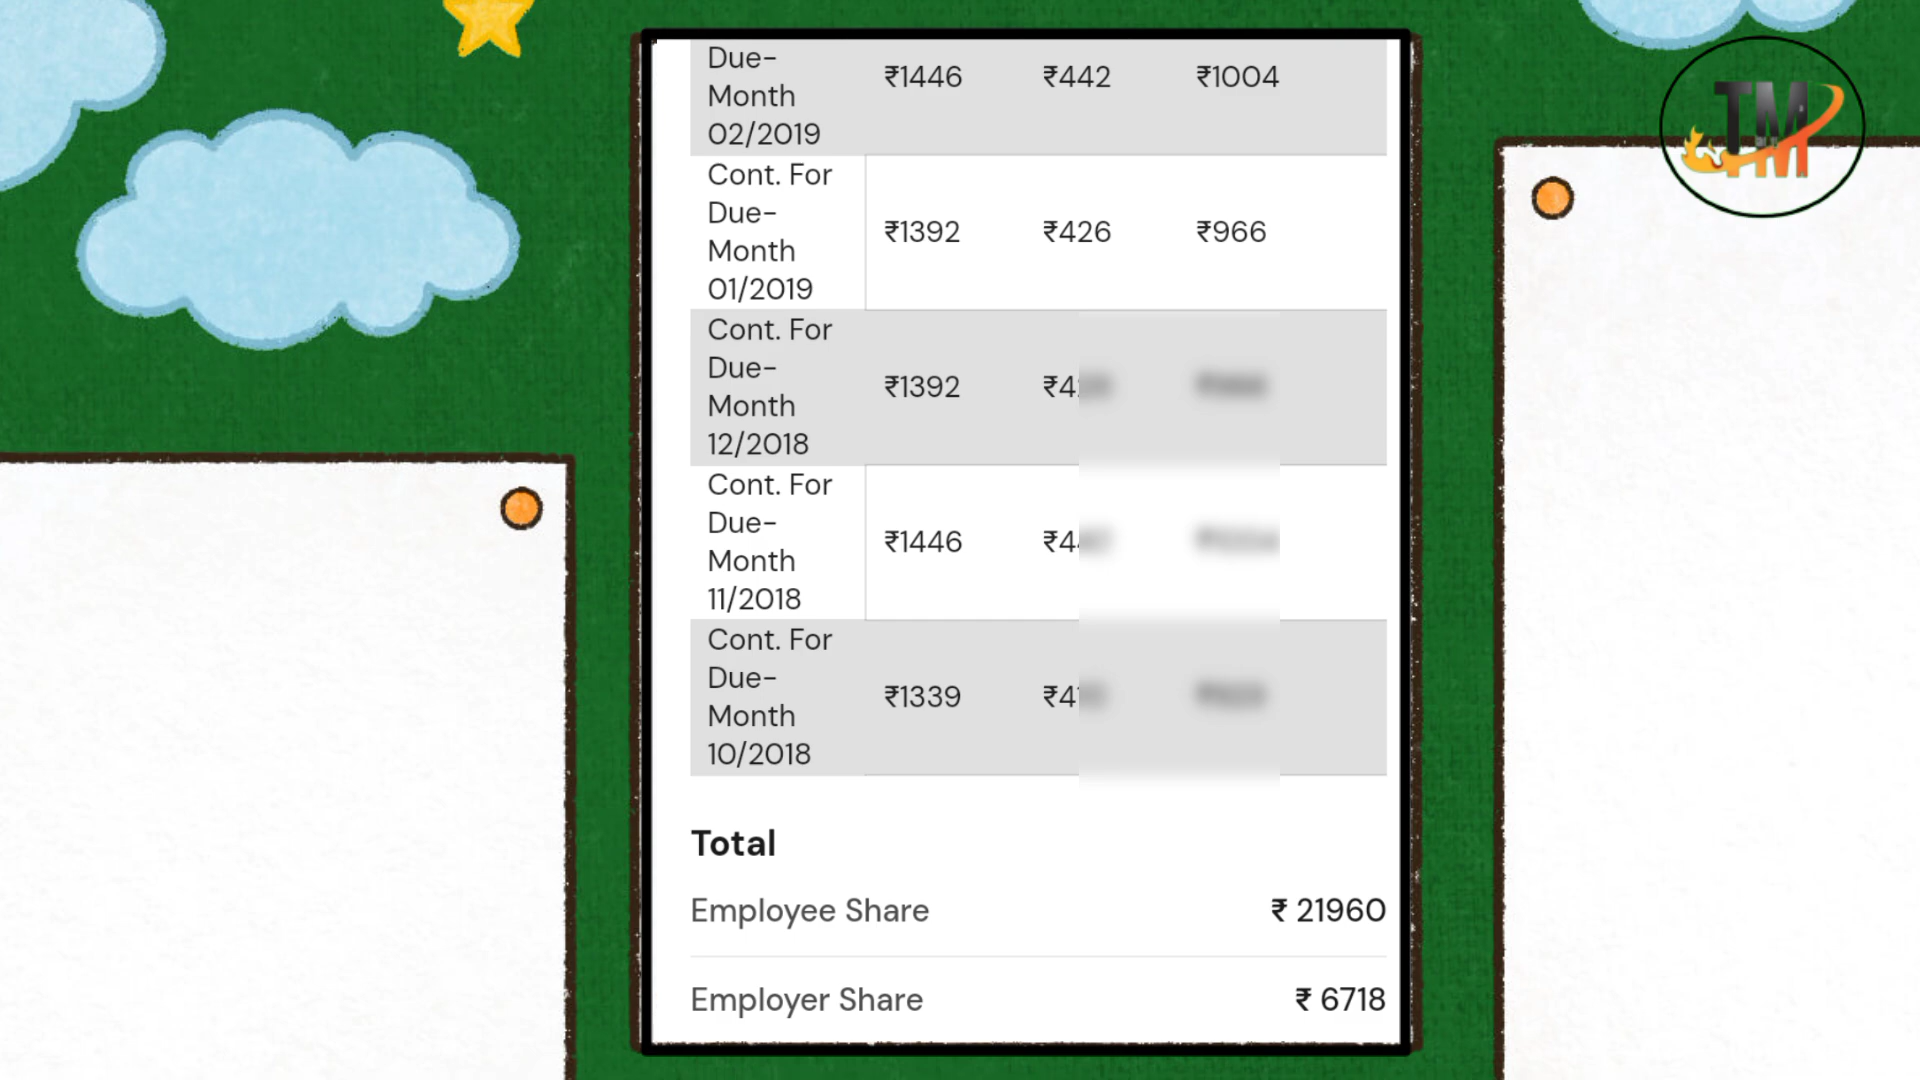 Due-
Month
02/2019
₹1446 ₹442 ₹1004
Cont. For
Due-
Month
01/2019
₹1392 ₹426 ₹966
Cont. For
Due-
Month
12/2018
₹1392
Cont. For
Due-
Month
11/2018
₹1446
Cont. For
Due-
Month
10/2018
₹1339
Total
Employee Share ₹ 21960
Employer Share ₹ 6718
TM